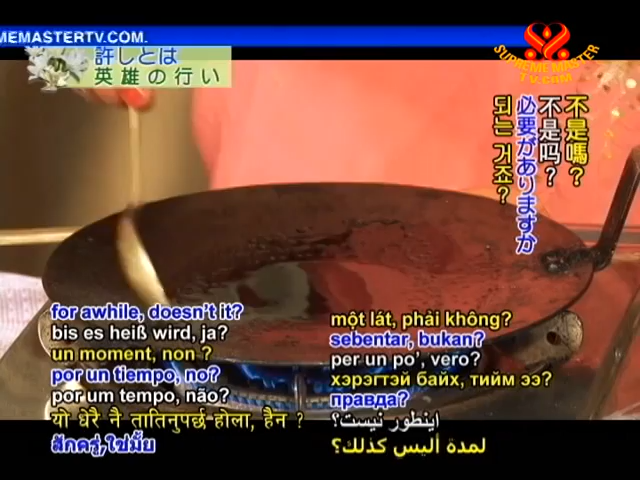 MEMASTERTV.COM.
許しとは
英雄の行い
SUPREME MASTER
TV.COM
不是嗎?
不是吗?
必要がありますか
되는 거죠?
for awhile, doesn't it?
bis es heiß wird, ja?
un moment, non ?
por un tiempo, no?
por um tempo, não?
यो धेरै नै तातिनुपर्छ होला, हैन ?
สักครู่,ใช่มั้ย
một lát, phải không?
sebentar, bukan?
per un po', vero?
хэрэгтэй байх, тийм ээ?
правда?
اینطور نیست؟
لمدة أليس كذلك؟